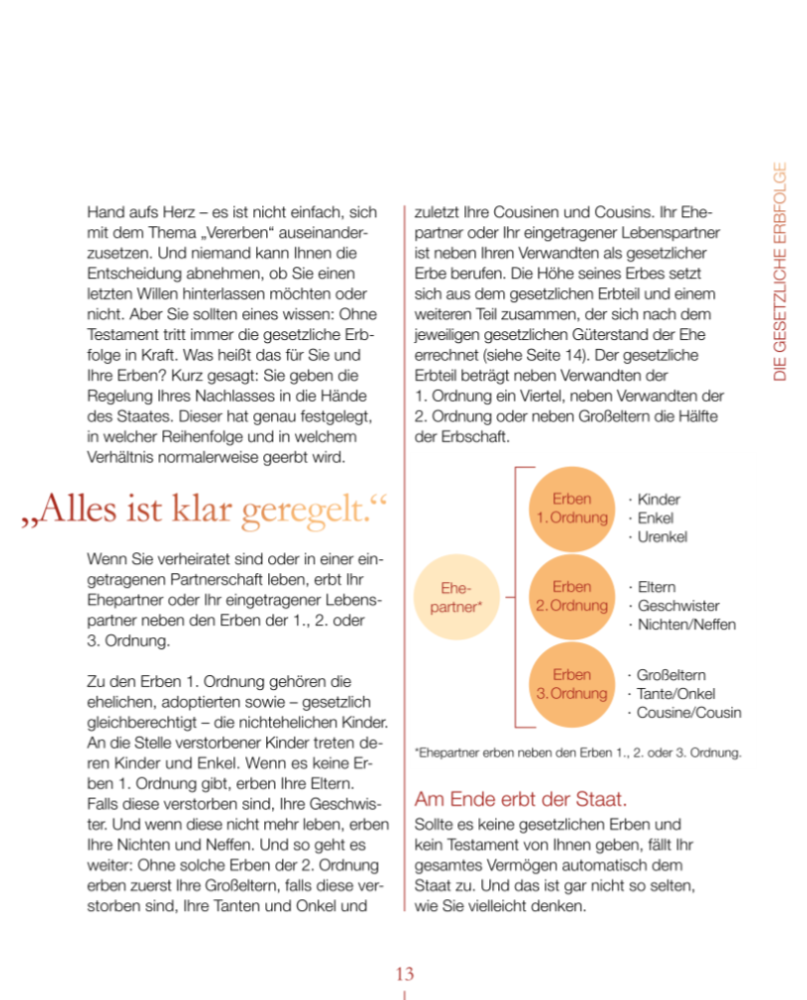 Hand aufs Herz – es ist nicht einfach, sich
mit dem Thema „Vererben“ auseinander-
zusetzen. Und niemand kann Ihnen die
Entscheidung abnehmen, ob Sie einen
letzten Willen hinterlassen möchten oder
nicht. Aber Sie sollten eines wissen: Ohne
Testament tritt immer die gesetzliche Erb-
folge in Kraft. Was heißt das für Sie und
Ihre Erben? Kurz gesagt: Sie geben die
Regelung Ihres Nachlasses in die Hände
des Staates. Dieser hat genau festgelegt,
in welcher Reihenfolge und in welchem
Verhältnis normalerweise geerbt wird.
„Alles ist klar geregelt.“
Wenn Sie verheiratet sind oder in einer ein-
getragenen Partnerschaft leben, erbt Ihr
Ehepartner oder Ihr eingetragener Lebens-
partner neben den Erben der 1., 2. oder
3. Ordnung.
Zu den Erben 1. Ordnung gehören die
ehelichen, adoptierten sowie – gesetzlich
gleichberechtigt – die nichtehelichen Kinder.
An die Stelle verstorbener Kinder treten de-
ren Kinder und Enkel. Wenn es keine Er-
ben 1. Ordnung gibt, erben Ihre Eltern.
Falls diese verstorben sind, Ihre Geschwis-
ter. Und wenn diese nicht mehr leben, erben
Ihre Nichten und Neffen. Und so geht es
weiter: Ohne solche Erben der 2. Ordnung
erben zuerst Ihre Großeltern, falls diese ver-
storben sind, Ihre Tanten und Onkel und
zuletzt Ihre Cousinen und Cousins. Ihr Ehe-
partner oder Ihr eingetragener Lebenspartner
ist neben Ihren Verwandten als gesetzlicher
Erbe berufen. Die Höhe seines Erbes setzt
sich aus dem gesetzlichen Erbteil und einem
weiteren Teil zusammen, der sich nach dem
jeweiligen gesetzlichen Güterstand der Ehe
errechnet (siehe Seite 14). Der gesetzliche
Erbteil beträgt neben Verwandten der
1. Ordnung ein Viertel, neben Verwandten der
2. Ordnung oder neben Großeltern die Hälfte
der Erbschaft.
Ehe-
partner*
Erben
1. Ordnung
· Kinder
· Enkel
· Urenkel
Erben
2. Ordnung
· Eltern
· Geschwister
· Nichten/Neffen
Erben
3. Ordnung
· Großeltern
· Tante/Onkel
· Cousine/Cousin
*Ehepartner erben neben den Erben 1., 2. oder 3. Ordnung.
Am Ende erbt der Staat.
Sollte es keine gesetzlichen Erben und
kein Testament von Ihnen geben, fällt Ihr
gesamtes Vermögen automatisch dem
Staat zu. Und das ist gar nicht so selten,
wie Sie vielleicht denken.
DIE GESETZLICHE ERBFOLGE
13